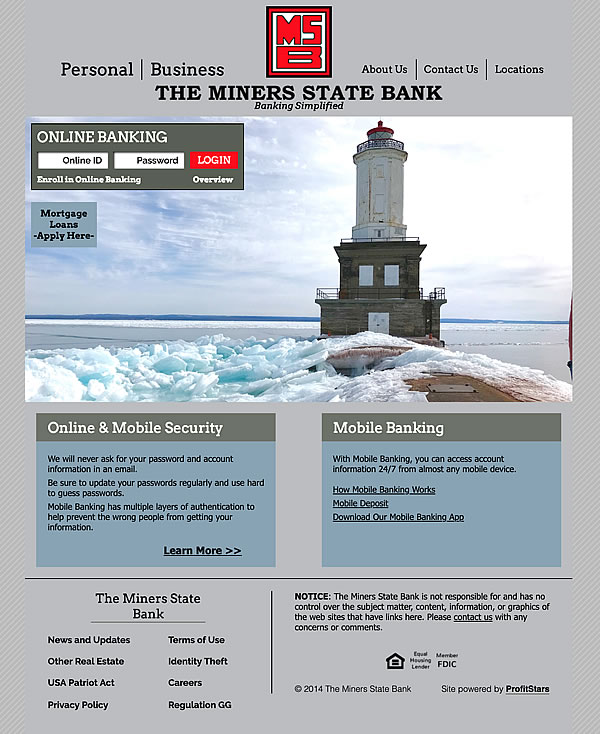 MSB
Personal | Business
About Us | Contact Us | Locations
THE MINERS STATE BANK
Banking Simplified
ONLINE BANKING
Online ID Password LOGIN
Enroll in Online Banking Overview
Mortgage
Loans
-Apply Here-
Online & Mobile Security
We will never ask for your password and account
information in an email.
Be sure to update your passwords regularly and use hard
to guess passwords.
Mobile Banking has multiple layers of authentication to
help prevent the wrong people from getting your
information.
Learn More >>
Mobile Banking
With Mobile Banking, you can access account
information 24/7 from almost any mobile device.
How Mobile Banking Works
Mobile Deposit
Download Our Mobile Banking App
The Miners State
Bank
News and Updates Terms of Use
Other Real Estate Identity Theft
USA Patriot Act Careers
Privacy Policy Regulation GG
NOTICE: The Miners State Bank is not responsible for and has no
control over the subject matter, content, information, or graphics of
the web sites that have links here. Please contact us with any
concerns or comments.
Equal
Housing
Lender
Member
FDIC
© 2014 The Miners State Bank Site powered by ProfitStars